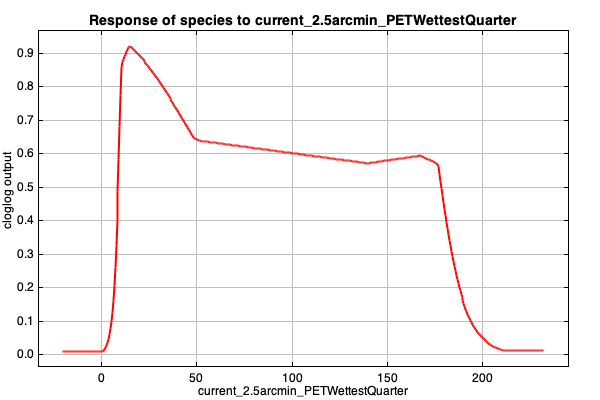 Response of species to current_2.5arcmin_PETWettestQuarter
cloglog output
0.9
0.8
0.7
0.6
0.5
0.4
0.3
0.2
0.1
0.0
0 50 100 150 200
current_2.5arcmin_PETWettestQuarter